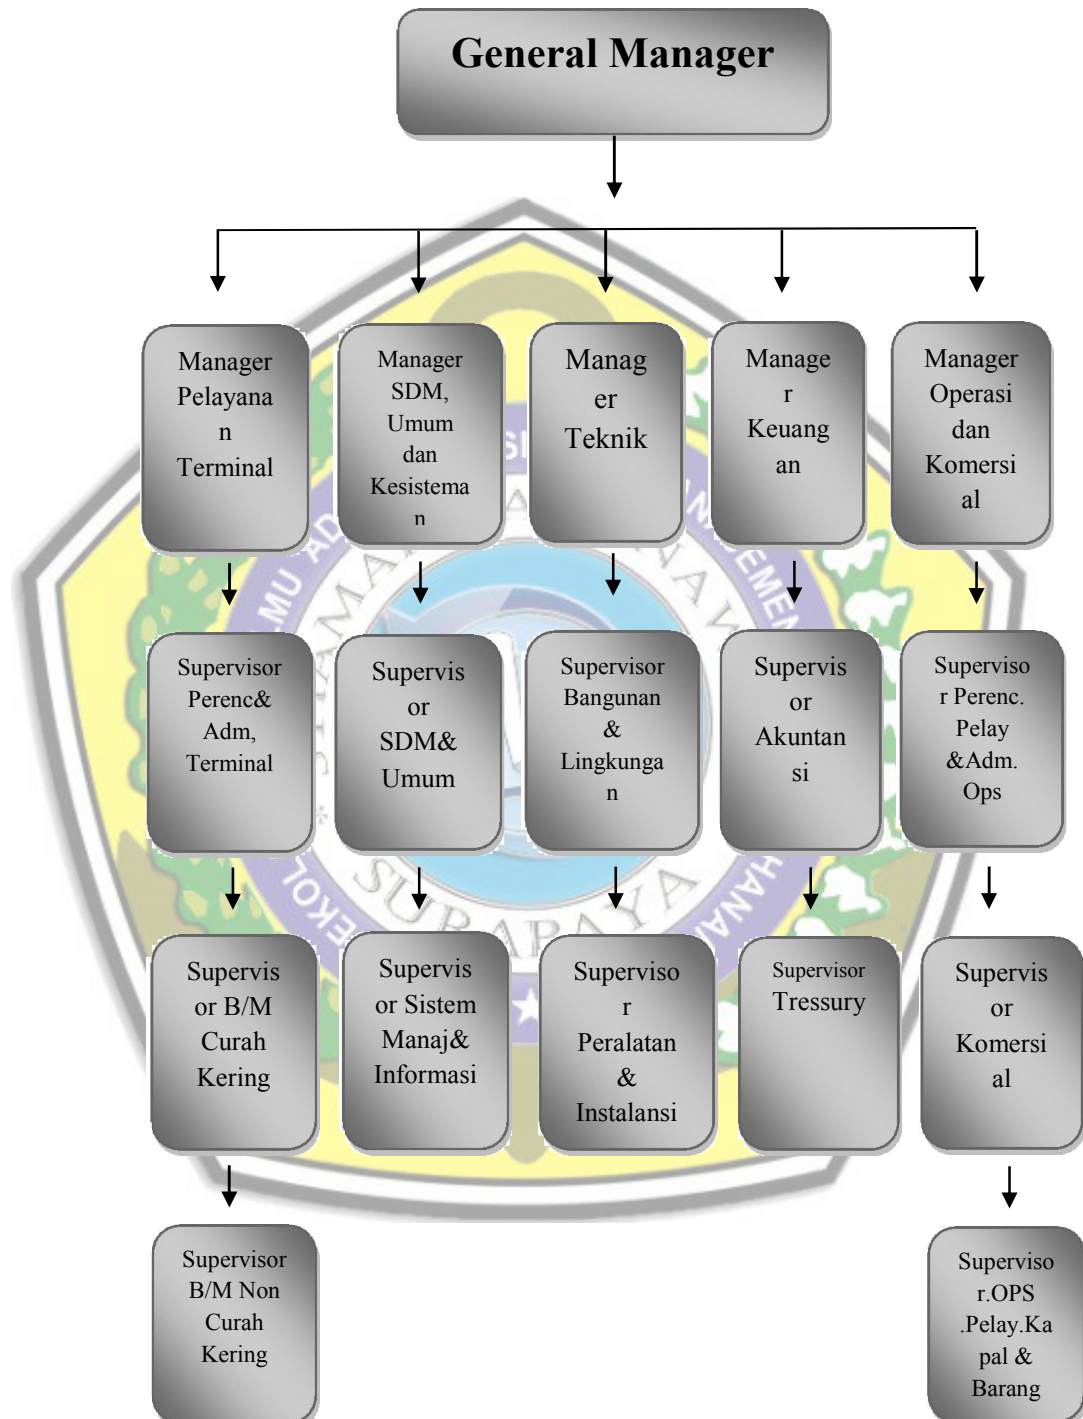 General Manager
Manager
Pelayana
n
Terminal
Manager
SDM,
Umum
dan
Kesistema
n
Manag
er
Teknik
Manage
r
Keuang
an
Manager
Operasi
dan
Komersi
al
Supervisor
Perenc&
Adm,
Terminal
Supervis
or
SDM&
Umum
Supervisor
Bangunan
&
Lingkunga
n
Supervis
or
Akuntan
si
Superviso
r Perenc.
Pelay
&Adm.
Ops
Supervis
or B/M
Curah
Kering
Supervis
or Sistem
Manaj&
Informasi
Superviso
r
Peralatan
&
Instalansi
Supervisor
Tressury
Supervis
or
Komersi
al
Supervisor
B/M Non
Curah
Kering
Superviso
r.OPS
.Pelay.Ka
pal &
Barang
SURABAYA